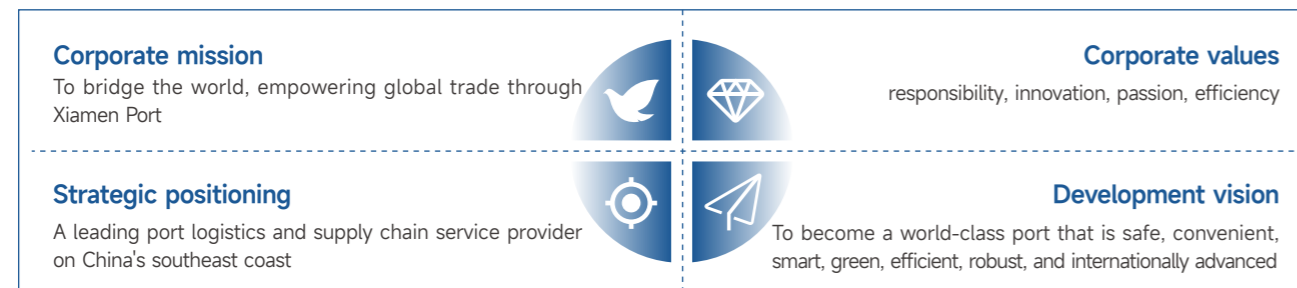 Corporate mission
To bridge the world, empowering global trade through
Xiamen Port
Corporate values
responsibility, innovation, passion, efficiency
Strategic positioning
A leading port logistics and supply chain service provider
on China's southeast coast
Development vision
To become a world-class port that is safe, convenient,
smart, green, efficient, robust, and internationally advanced